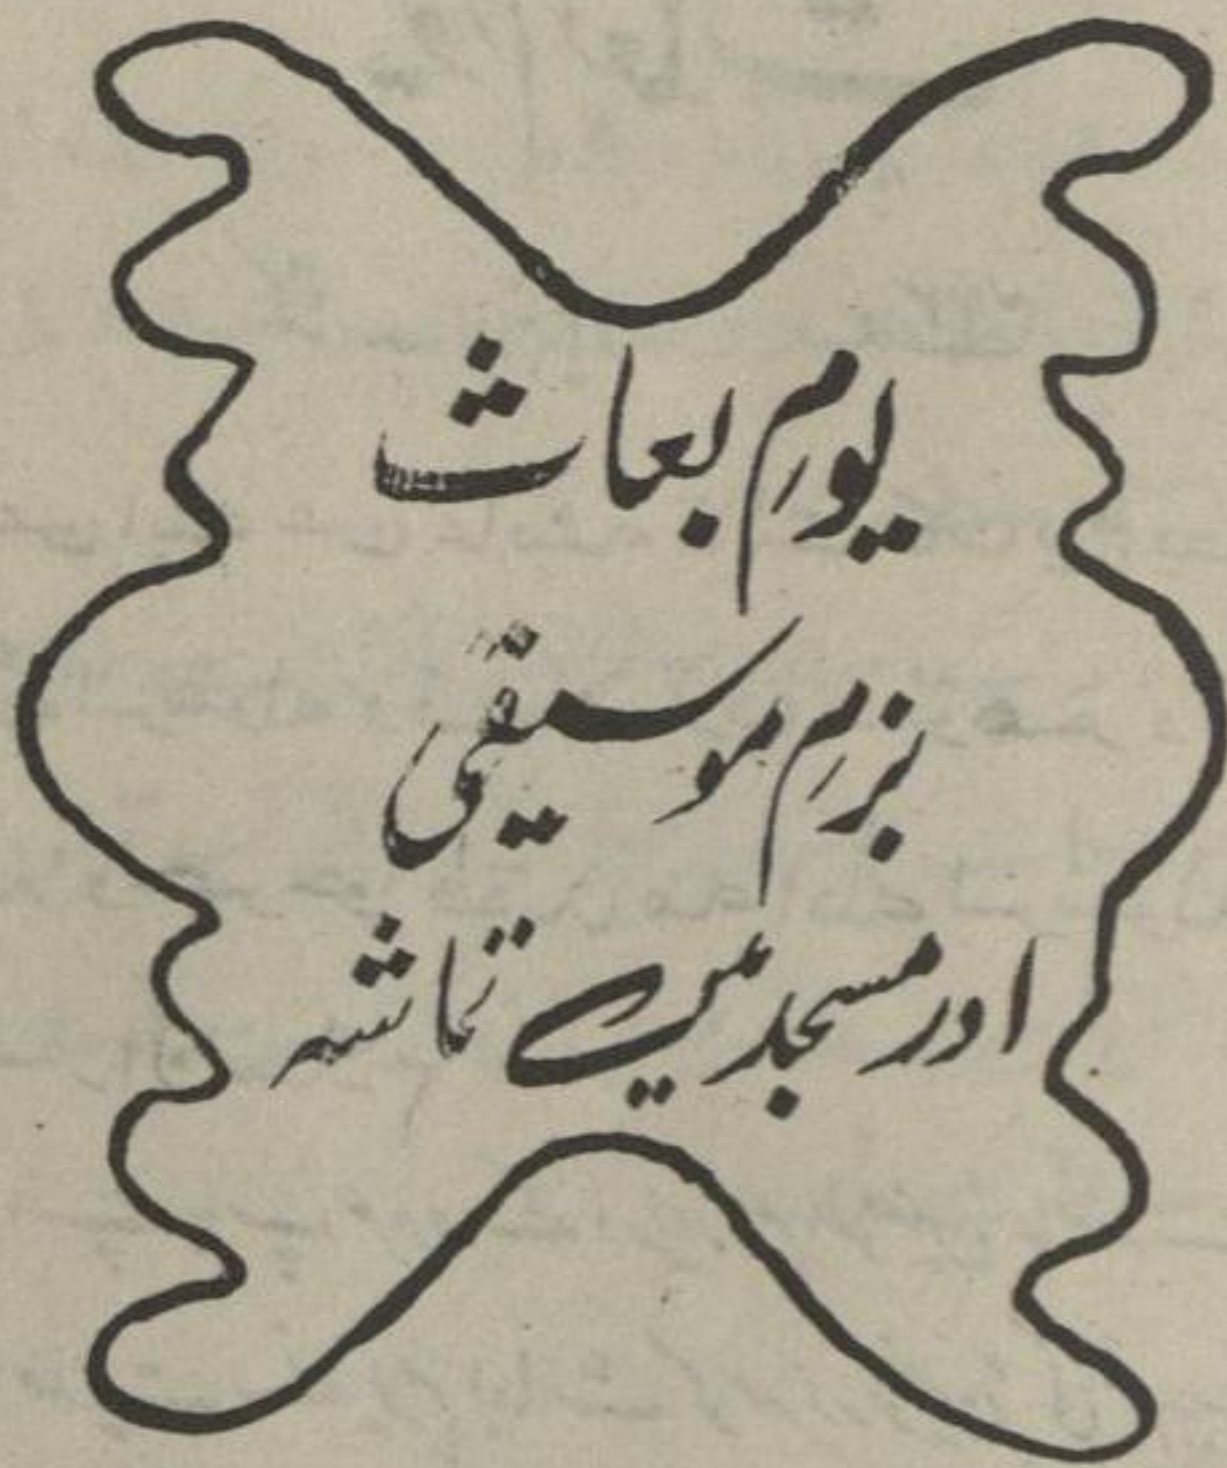 یومِ بعاث
بزمِ موسیقی
اور مسجد میں تماشہ